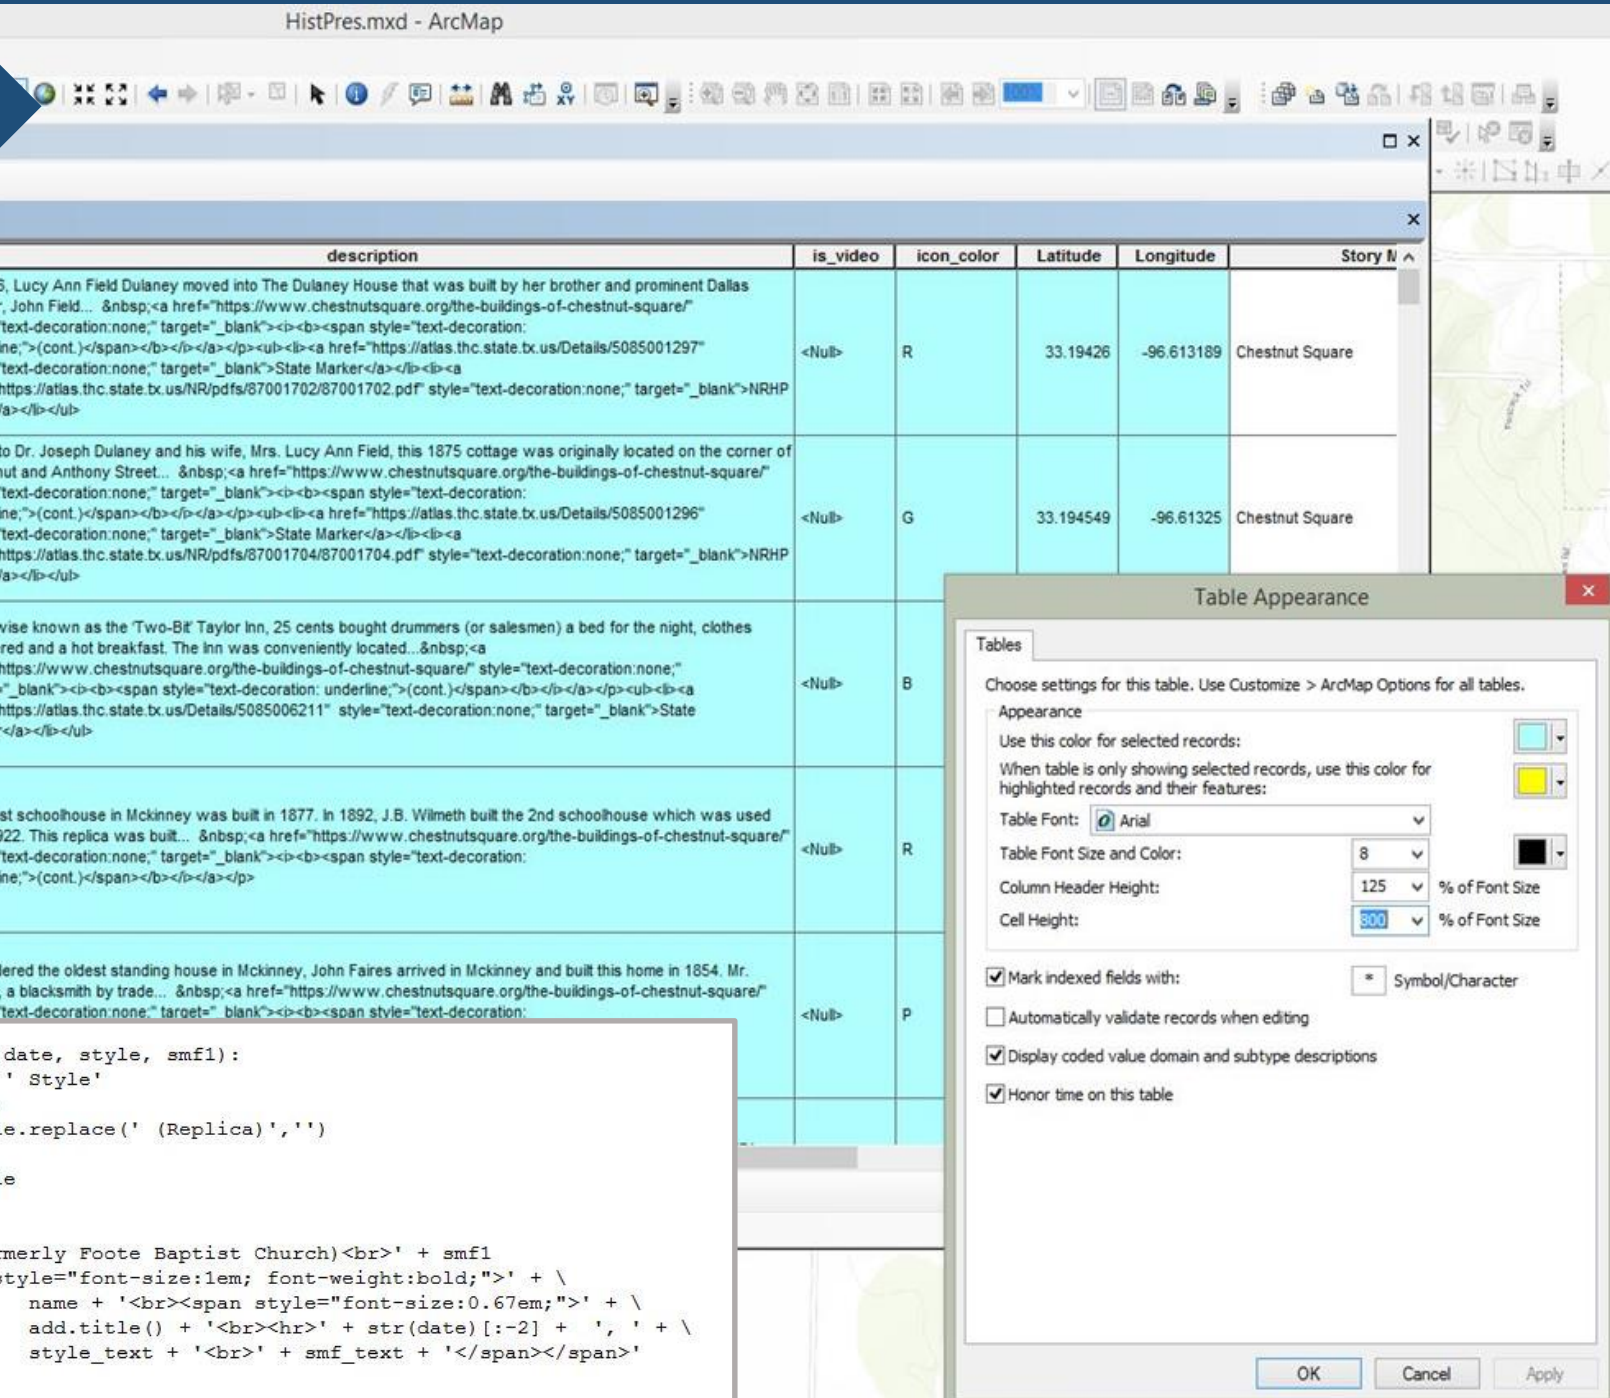 HistPres.mxd - ArcMap
description is_video icon_color Latitude Longitude Story M
6, Lucy Ann Field Dulaney moved into The Dulaney House that was built by her brother and prominent Dallas
, John Field... &nbsp;<a href="https://www.chestnutsquare.org/the-buildings-of-chestnut-square/"
"text-decoration:none;" target="_blank"><i><b><span style="text-decoration:
ne;">(cont.)</span></b></i></a></p><ul><li><a href="https://atlas.thc.state.tx.us/Details/5085001297"
"text-decoration:none;" target="_blank">State Marker</a></li><li><a
https://atlas.thc.state.tx.us/NR/pdfs/87001702/87001702.pdf" style="text-decoration:none;" target="_blank">NRHP
/a></li></ul>
<Null> R 33.19426 -96.613189 Chestnut Square
to Dr. Joseph Dulaney and his wife, Mrs. Lucy Ann Field, this 1875 cottage was originally located on the corner of
nut and Anthony Street... &nbsp;<a href="https://www.chestnutsquare.org/the-buildings-of-chestnut-square/"
"text-decoration:none;" target="_blank"><i><b><span style="text-decoration:
ne;">(cont.)</span></b></i></a></p><ul><li><a href="https://atlas.thc.state.tx.us/Details/5085001296"
"text-decoration:none;" target="_blank">State Marker</a></li><li><a
https://atlas.thc.state.tx.us/NR/pdfs/87001704/87001704.pdf" style="text-decoration:none;" target="_blank">NRHP
/a></li></ul>
<Null> G 33.194549 -96.61325 Chestnut Square
wise known as the 'Two-Bit' Taylor Inn, 25 cents bought drummers (or salesmen) a bed for the night, clothes
red and a hot breakfast. The Inn was conveniently located...&nbsp;<a
https://www.chestnutsquare.org/the-buildings-of-chestnut-square/" style="text-decoration:none;"
="_blank"><i><b><span style="text-decoration: underline;">(cont.)</span></b></i></a></p><ul><li><a
https://atlas.thc.state.tx.us/Details/5085006211" style="text-decoration:none;" target="_blank">State
</a></li></ul>
<Null> B
st schoolhouse in Mckinney was built in 1877. In 1892, J.B. Wilmeth built the 2nd schoolhouse which was used
922. This replica was built... &nbsp;<a href="https://www.chestnutsquare.org/the-buildings-of-chestnut-square/"
"text-decoration:none;" target="_blank"><i><b><span style="text-decoration:
ne;">(cont.)</span></b></i></a></p>
<Null> R
dered the oldest standing house in Mckinney, John Faires arrived in Mckinney and built this home in 1854. Mr.
, a blacksmith by trade... &nbsp;<a href="https://www.chestnutsquare.org/the-buildings-of-chestnut-square/"
"text-decoration:none;" target="_blank"><i><b><span style="text-decoration:
<Null> P
date, style, smf1):
' Style'
le.replace(' (Replica)','')
le
rmerly Foote Baptist Church)<br>' + smf1
style="font-size:1em; font-weight:bold;">' + \
name + '<br><span style="font-size:0.67em;">' + \
add.title() + '<br><hr>' + str(date)[:-2] + ', ' + \
style_text + '<br>' + smf_text + '</span></span>'
Table Appearance
Tables
Choose settings for this table. Use Customize > ArcMap Options for all tables.
Appearance
Use this color for selected records:
When table is only showing selected records, use this color for
highlighted records and their features:
Table Font: Arial
Table Font Size and Color: 8
Column Header Height: 125 % of Font Size
Cell Height: 800 % of Font Size
Mark indexed fields with: * Symbol/Character
Automatically validate records when editing
Display coded value domain and subtype descriptions
Honor time on this table
OK Cancel Apply